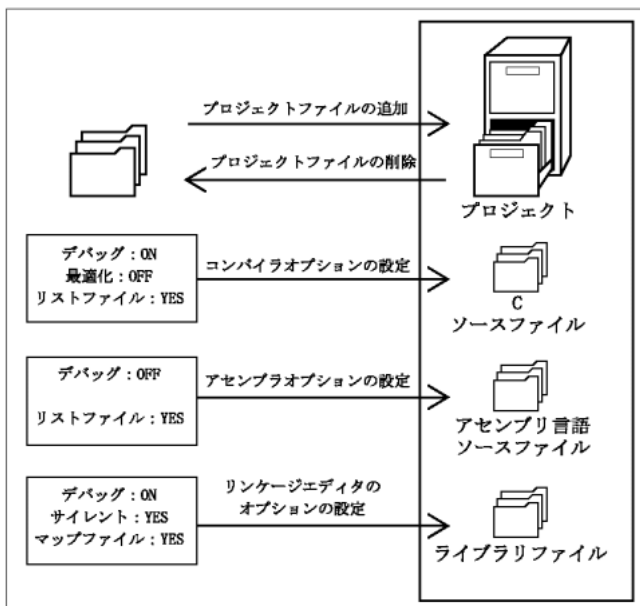 プロジェクトファイルの追加
プロジェクトファイルの削除
プロジェクト
デバッグ：ON
最適化：OFF
リストファイル：YES
コンパイラオプションの設定
C
ソースファイル
デバッグ：OFF
リストファイル：YES
アセンブラオプションの設定
アセンブリ言語
ソースファイル
デバッグ：ON
サイレント：YES
マップファイル：YES
リンケージエディタの
オプションの設定
ライブラリファイル